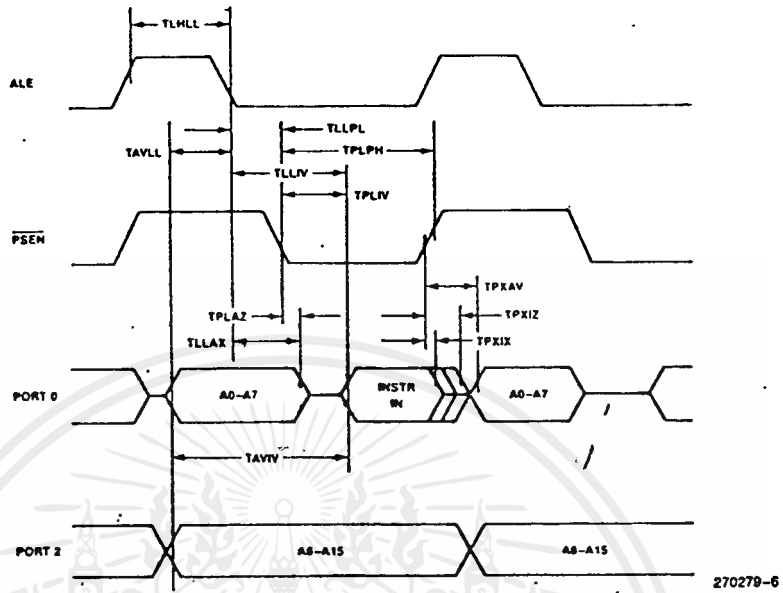 TLHLL
ALE
TLLPL
TAVLL
TPLPH
TLLIV
TPLIV
PSEN
TPXAV
TPLAZ
TPXIZ
TLLAX
TPXIX
PORT 0
A0-A7
INSTR
IN
A0-A7
TAVIV
PORT 2
A8-A15
A8-A15
270279-6